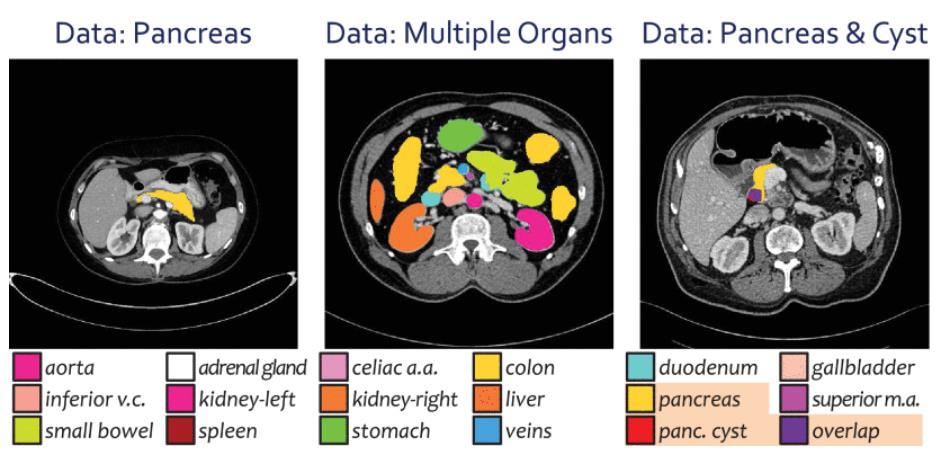 Data: Pancreas Data: Multiple Organs Data: Pancreas & Cyst
aorta adrenal gland celiac a.a. colon duodenum gallbladder
inferior v.c. kidney-left kidney-right liver pancreas superior m.a.
small bowel spleen stomach veins panc. cyst overlap